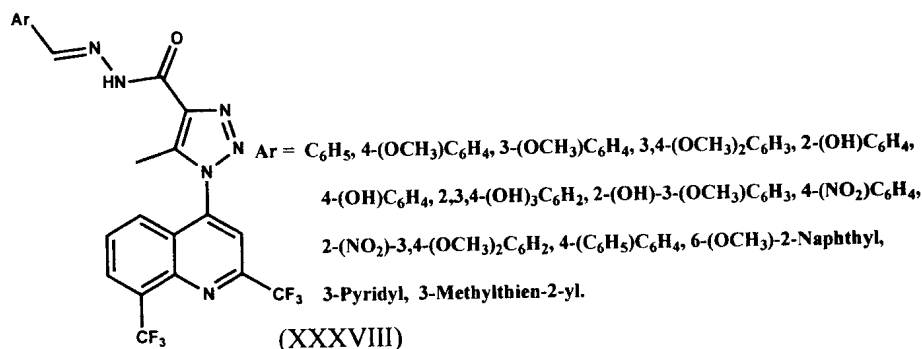 Ar
N
HN
O
N
N
N
N
CF₃
CF₃
Ar = C₆H₅, 4-(OCH₃)C₆H₄, 3-(OCH₃)C₆H₄, 3,4-(OCH₃)₂C₆H₃, 2-(OH)C₆H₄,
4-(OH)C₆H₄, 2,3,4-(OH)₃C₆H₂, 2-(OH)-3-(OCH₃)C₆H₃, 4-(NO₂)C₆H₄,
2-(NO₂)-3,4-(OCH₃)₂C₆H₂, 4-(C₆H₅)C₆H₄, 6-(OCH₃)-2-Naphthyl,
3-Pyridyl, 3-Methylthien-2-yl.
(XXXVIII)